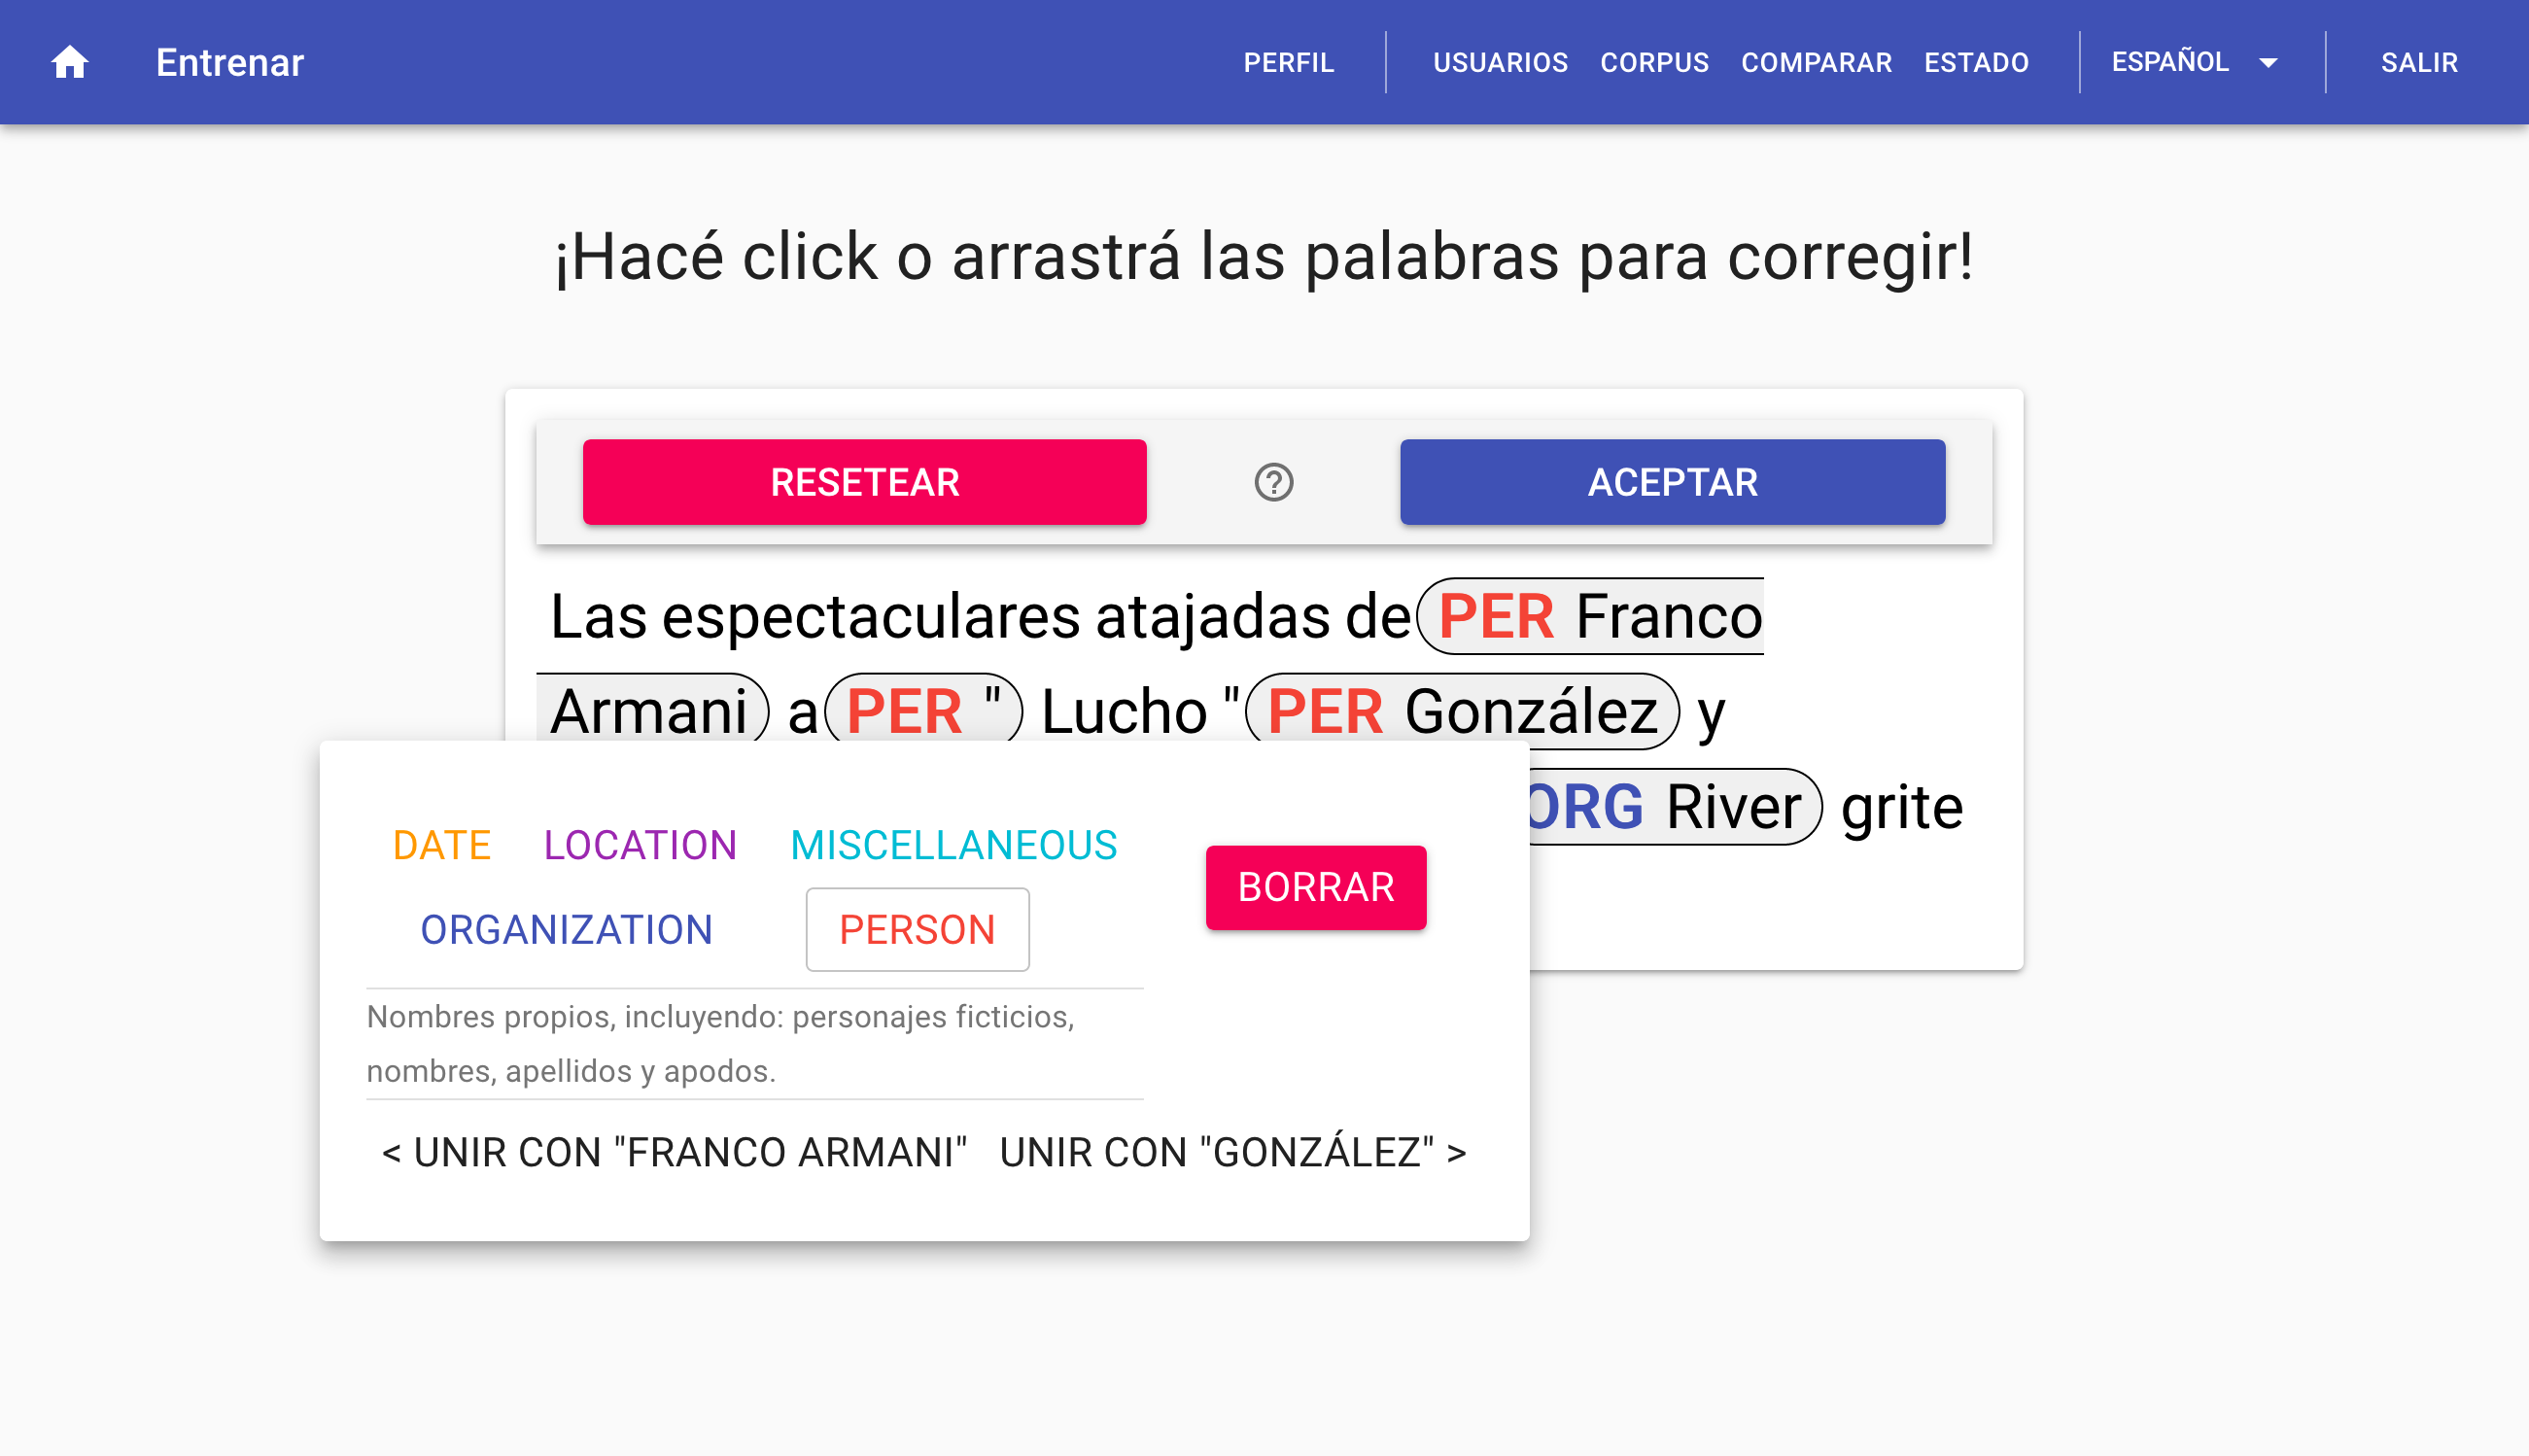 Entrenar PERFIL USUARIOS CORPUS COMPARAR ESTADO ESPAÑOL SALIR
¡Hacé click o arrastrá las palabras para corregir!
RESETEAR ACEPTAR
Las espectaculares atajadas de PER Franco
Armani a PER " Lucho " PER González y
ORG River grite
DATE LOCATION MISCELLANEOUS
BORRAR
ORGANIZATION PERSON
Nombres propios, incluyendo: personajes ficticios,
nombres, apellidos y apodos.
< UNIR CON "FRANCO ARMANI" UNIR CON "GONZÁLEZ" >